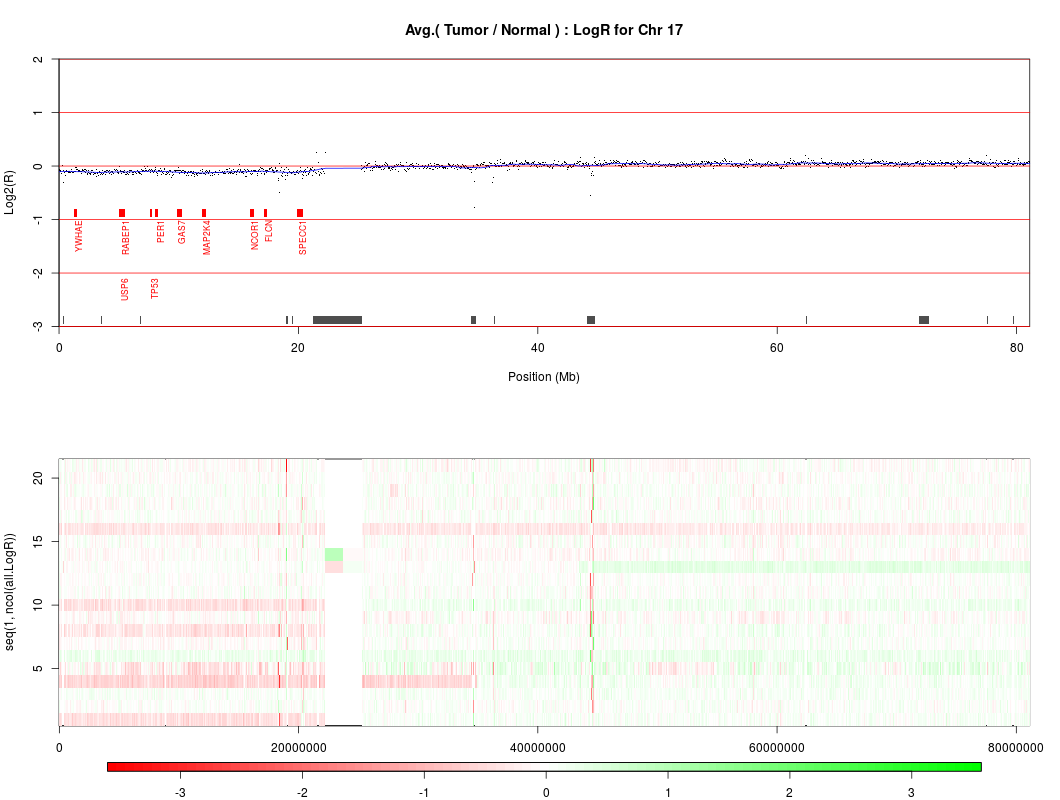 Avg.( Tumor / Normal ) : LogR for Chr 17
Log2(R)
2
1
0
-1
-2
-3
YWHAE
RABEP1
PER1
GAS7
MAP2K4
NCOR1
FLCN
SPECC1
USP6
TP53
0 20 40 60 80
Position (Mb)
seq(1, ncol(all.LogR))
20
15
10
5
0 20000000 40000000 60000000 80000000
-3 -2 -1 0 1 2 3